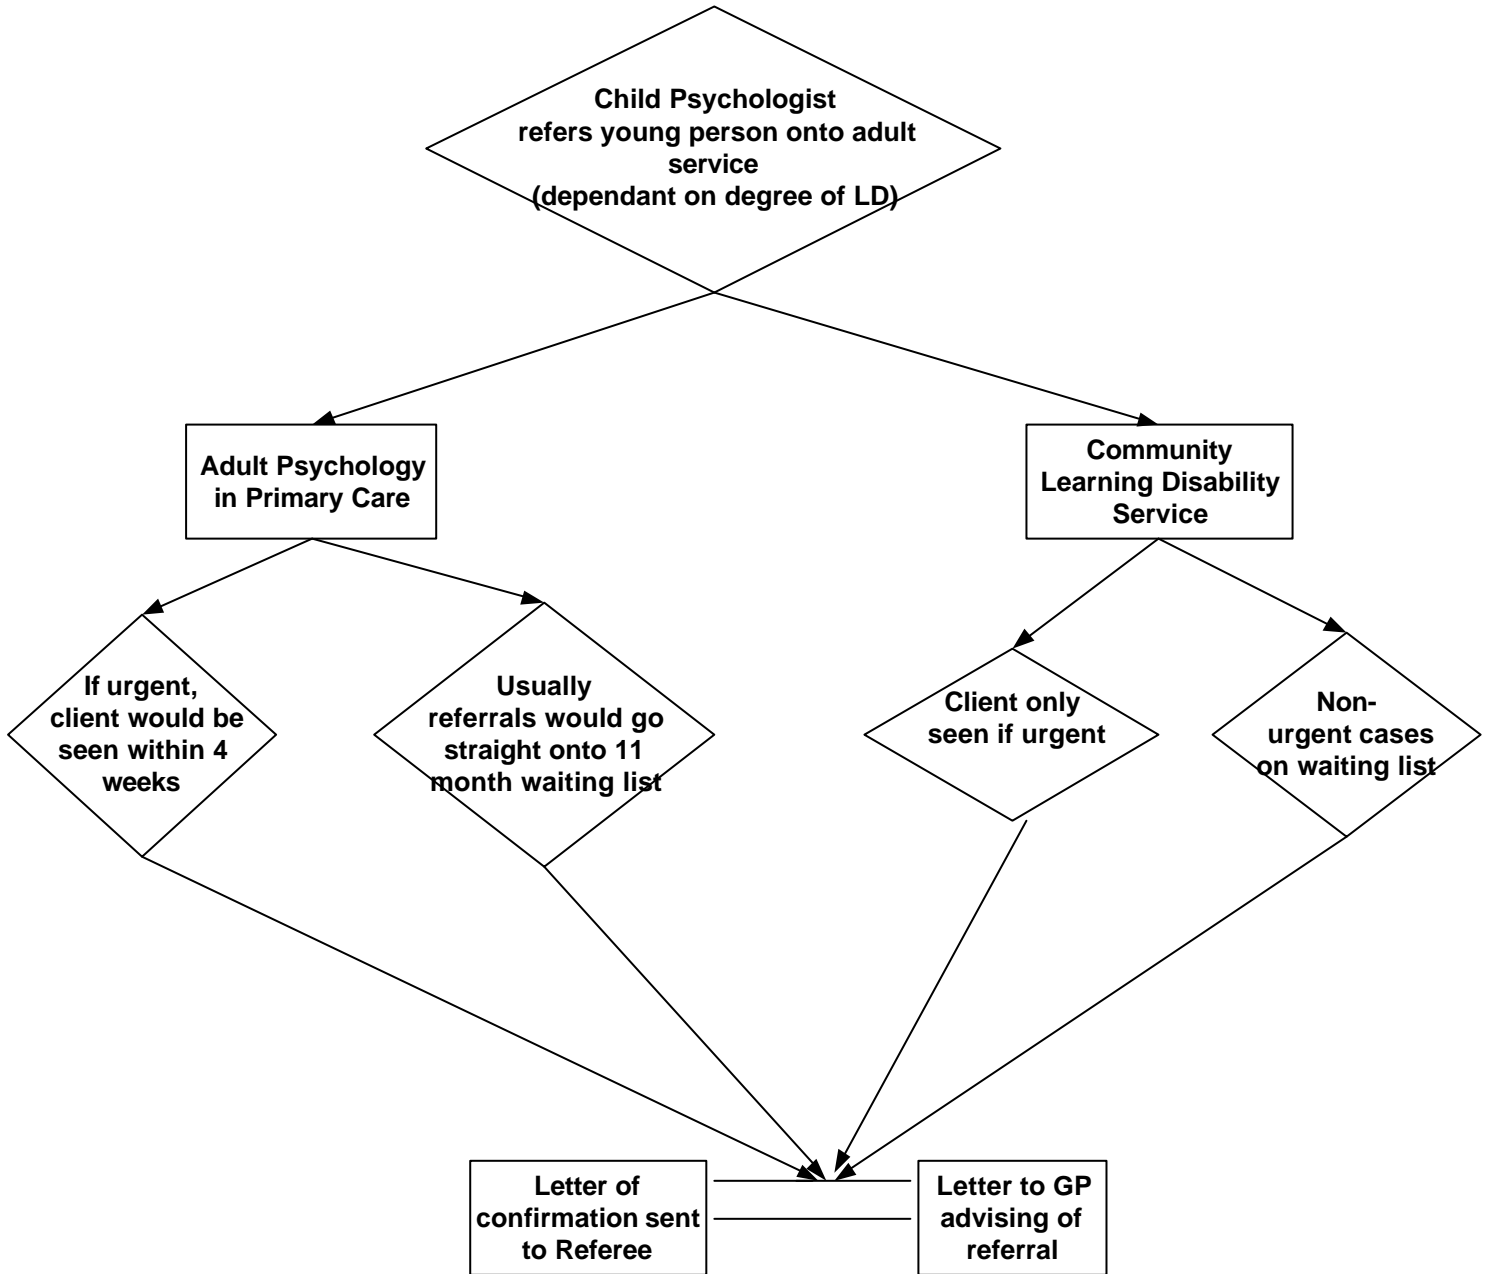 Child Psychologist
refers young person onto adult
service
(dependant on degree of LD)
Adult Psychology
in Primary Care
Community
Learning Disability
Service
If urgent,
client would be
seen within 4
weeks
Usually
referrals would go
straight onto 11
month waiting list
Client only
seen if urgent
Non-
urgent cases
on waiting list
Letter of
confirmation sent
to Referee
Letter to GP
advising of
referral